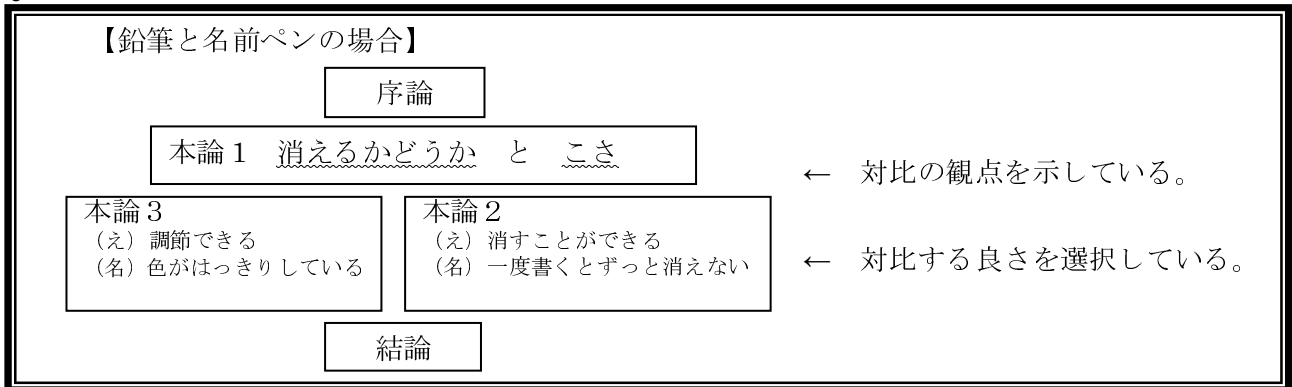 【鉛筆と名前ペンの場合】
序論
本論１ 消えるかどうか と こさ
← 対比の観点を示している。
本論３
（え）調節できる
（名）色がはっきりしている
本論２
（え）消すことができる
（名）一度書くとずっと消えない
← 対比する良さを選択している。
結論